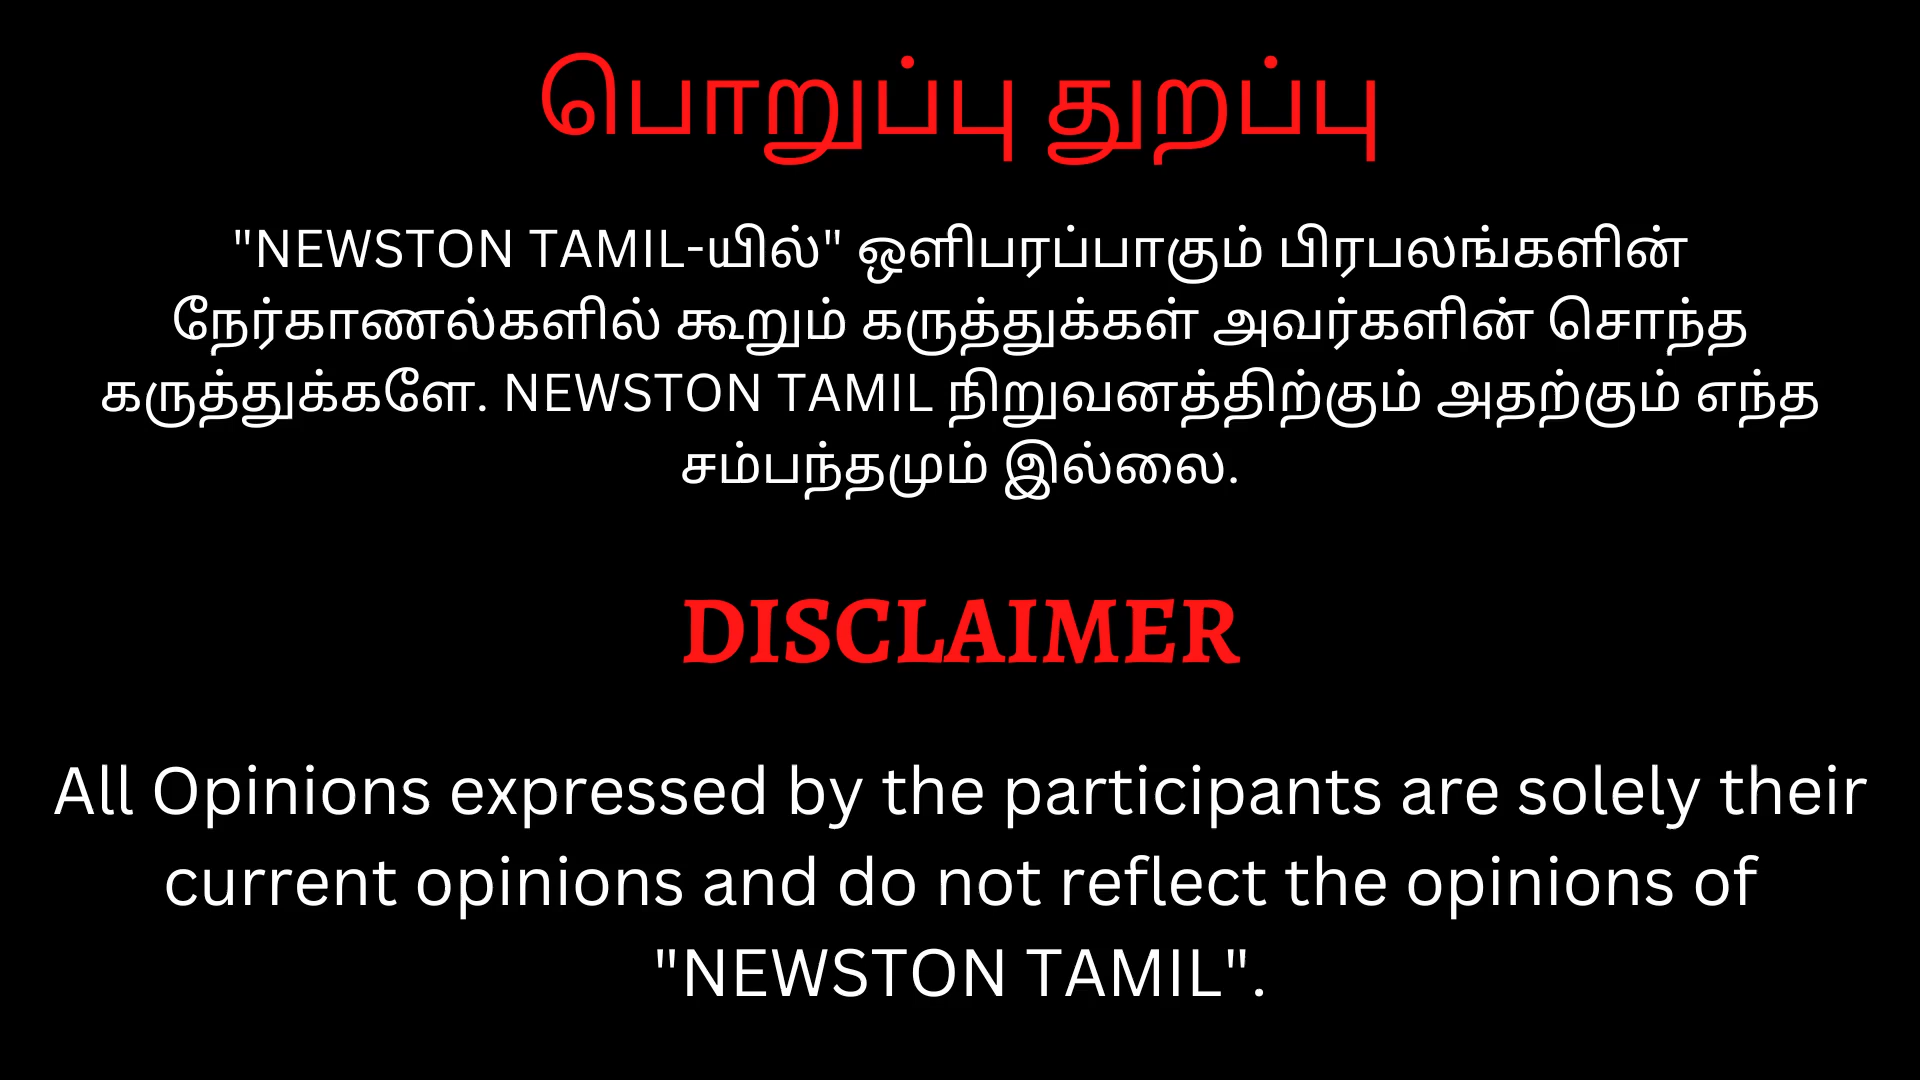 பொறுப்பு துறப்பு
"NEWSTON TAMIL-யில்" ஒளிபரப்பாகும் பிரபலங்களின்
நேர்காணல்களில் கூறும் கருத்துக்கள் அவர்களின் சொந்த
கருத்துக்களே. NEWSTON TAMIL நிறுவனத்திற்கும் அதற்கும் எந்த
சம்பந்தமும் இல்லை.
DISCLAIMER
All Opinions expressed by the participants are solely their
current opinions and do not reflect the opinions of
"NEWSTON TAMIL".